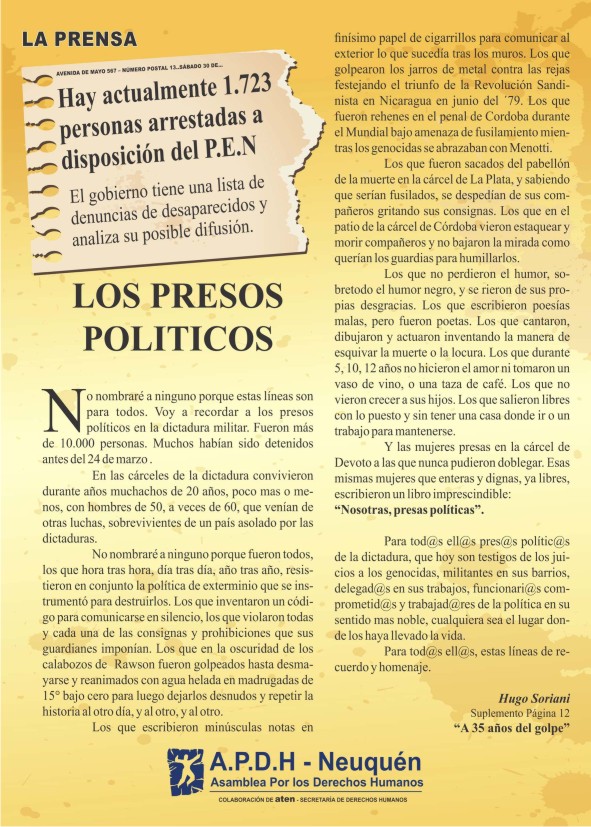 LA PRENSA
AVENIDA DE MAYO 567 - NÚMERO POSTAL 13...SÁBADO 30 DE...
Hay actualmente 1.723
personas arrestadas a
disposición del P.E.N
El gobierno tiene una lista de
denuncias de desaparecidos y
analiza su posible difusión.
LOS PRESOS
POLITICOS
No nombraré a ninguno porque estas líneas son
para todos. Voy a recordar a los presos
políticos en la dictadura militar. Fueron más
de 10.000 personas. Muchos habían sido detenidos
antes del 24 de marzo .
En las cárceles de la dictadura convivieron
durante años muchachos de 20 años, poco mas o me-
nos, con hombres de 50, a veces de 60, que venían de
otras luchas, sobrevivientes de un país asolado por las
dictaduras.
No nombraré a ninguno porque fueron todos,
los que hora tras hora, día tras día, año tras año, resis-
tieron en conjunto la política de exterminio que se ins-
trumentó para destruirlos. Los que inventaron un códi-
go para comunicarse en silencio, los que violaron todas
y cada una de las consignas y prohibiciones que sus
guardianes imponían. Los que en la oscuridad de los
calabozos de Rawson fueron golpeados hasta desma-
yarse y reanimados con agua helada en madrugadas de
15° bajo cero para luego dejarlos desnudos y repetir la
historia al otro día, y al otro, y al otro.
Los que escribieron minúsculas notas en
finísimo papel de cigarrillos para comunicar al
exterior lo que sucedía tras los muros. Los que
golpearon los jarros de metal contra las rejas
festejando el triunfo de la Revolución Sandi-
nista en Nicaragua en junio del ´79. Los que
fueron rehenes en el penal de Cordoba durante
el Mundial bajo amenaza de fusilamiento mien-
tras los genocidas se abrazaban con Menotti.
Los que fueron sacados del pabellón
de la muerte en la cárcel de La Plata, y sabiendo
que serían fusilados, se despedían de sus com-
pañeros gritando sus consignas. Los que en el
patio de la cárcel de Córdoba vieron estaquear y
morir compañeros y no bajaron la mirada como
querían los guardias para humillarlos.
Los que no perdieron el humor, so-
bretodo el humor negro, y se rieron de sus pro-
pias desgracias. Los que escribieron poesías
malas, pero fueron poetas. Los que cantaron,
dibujaron y actuaron inventando la manera de
esquivar la muerte o la locura. Los que durante
5, 10, 12 años no hicieron el amor ni tomaron un
vaso de vino, o una taza de café. Los que no
vieron crecer a sus hijos. Los que salieron libres
con lo puesto y sin tener una casa donde ir o un
trabajo para mantenerse.
Y las mujeres presas en la cárcel de
Devoto a las que nunca pudieron doblegar. Esas
mismas mujeres que enteras y dignas, ya libres,
escribieron un libro imprescindible:
“Nosotras, presas políticas”.
Para tod@s ell@s pres@s polític@s
de la dictadura, que hoy son testigos de los jui-
cios a los genocidas, militantes en sus barrios,
delegad@s en sus trabajos, funcionari@s com-
prometid@s y trabajad@res de la política en su
sentido mas noble, cualquiera sea el lugar don-
de los haya llevado la vida.
Para tod@s ell@s, estas líneas de re-
cuerdo y homenaje.
Hugo Soriani
Suplemento Página 12
“A 35 años del golpe”
A.P.D.H - Neuquén
Asamblea Por los Derechos Humanos
COLABORACIÓN DE aten - SECRETARÍA DE DERECHOS HUMANOS